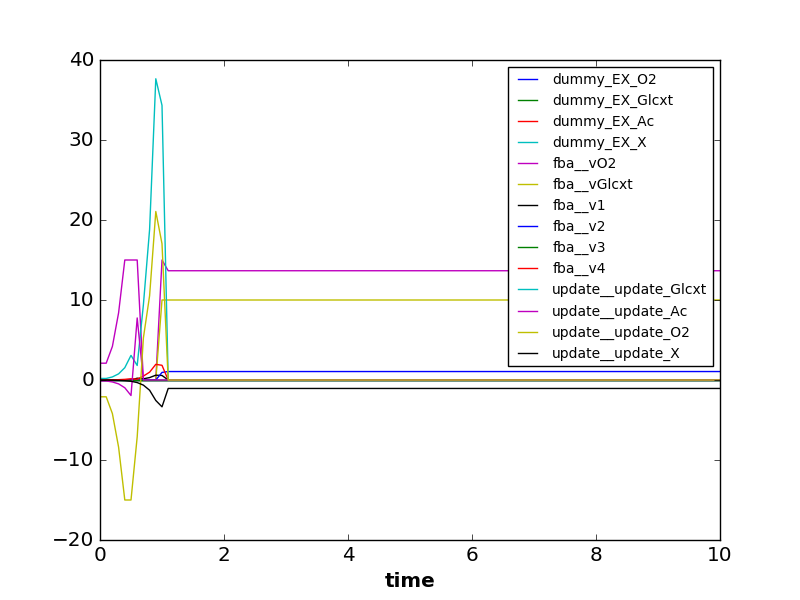 40
30
20
10
0
−10
−20
0
2
4
6
8
10
time
dummy_EX_O2
dummy_EX_Glcxt
dummy_EX_Ac
dummy_EX_X
fba__vO2
fba__vGlcxt
fba__v1
fba__v2
fba__v3
fba__v4
update__update_Glcxt
update__update_Ac
update__update_O2
update__update_X